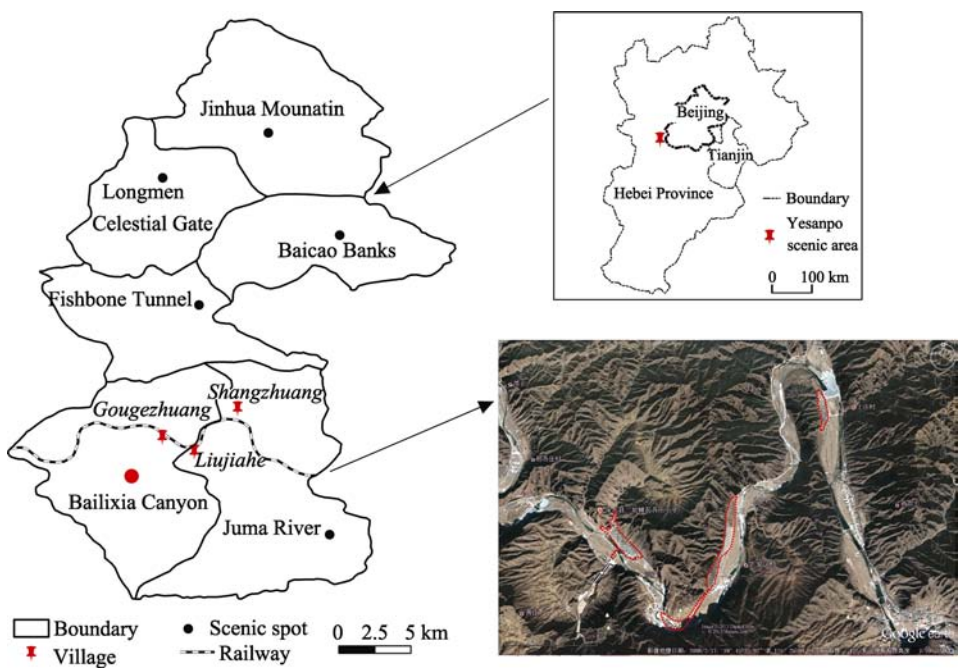 Jinhua Mounatin
Longmen
Celestial Gate
Baicao Banks
Fishbone Tunnel
Shangzhuang
Gougezhuang
Liujiahe
Bailixia Canyon
Juma River
Boundary
Scenic spot
Village
Railway
0 2.5 5 km
Beijing
Tianjin
Hebei Province
Boundary
Yesanpo
scenic area
0 100 km
Google